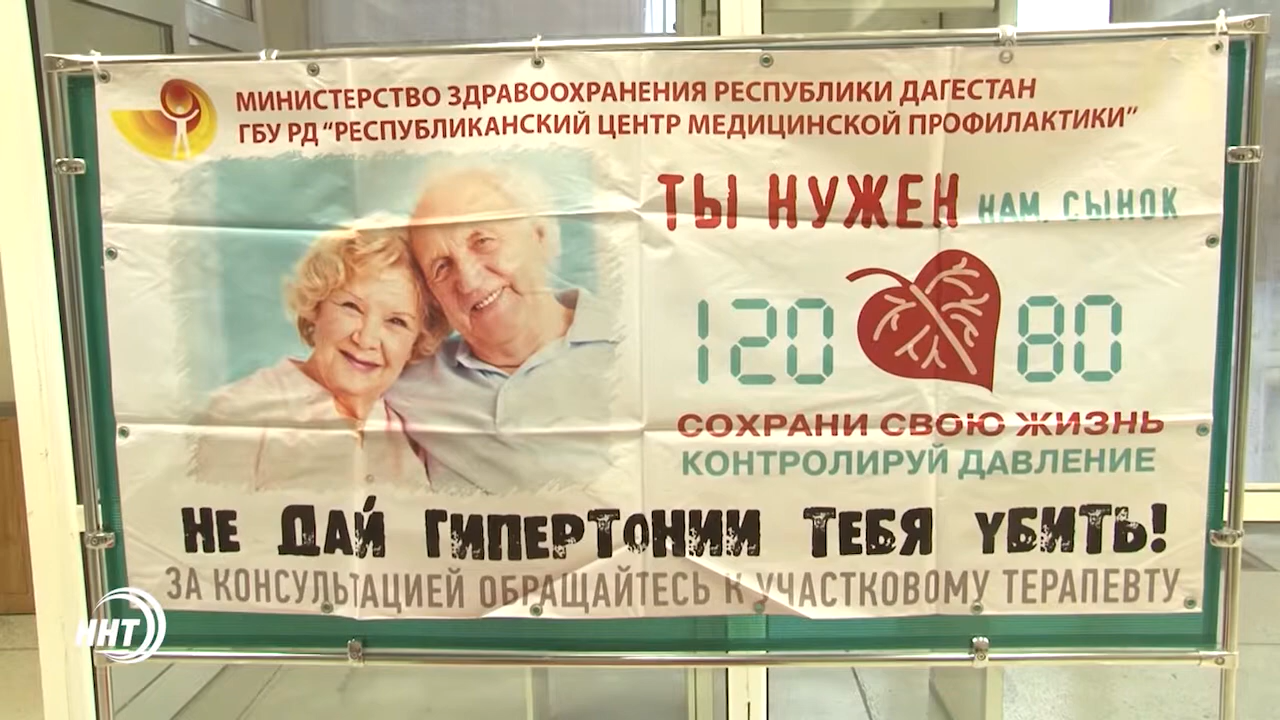 МИНИСТЕРСТВО ЗДРАВООХРАНЕНИЯ РЕСПУБЛИКИ ДАГЕСТАН
ГБУ РД "РЕСПУБЛИКАНСКИЙ ЦЕНТР МЕДИЦИНСКОЙ ПРОФИЛАКТИКИ"
ТЫ НУЖЕН НАМ, СЫНОК
120 80
СОХРАНИ СВОЮ ЖИЗНЬ
КОНТРОЛИРУЙ ДАВЛЕНИЕ
НЕ ДАЙ ГИПЕРТОНИИ ТЕБЯ УБИТЬ!
ЗА КОНСУЛЬТАЦИЕЙ ОБРАЩАЙТЕСЬ К УЧАСТКОВОМУ ТЕРАПЕВТУ
ННТ